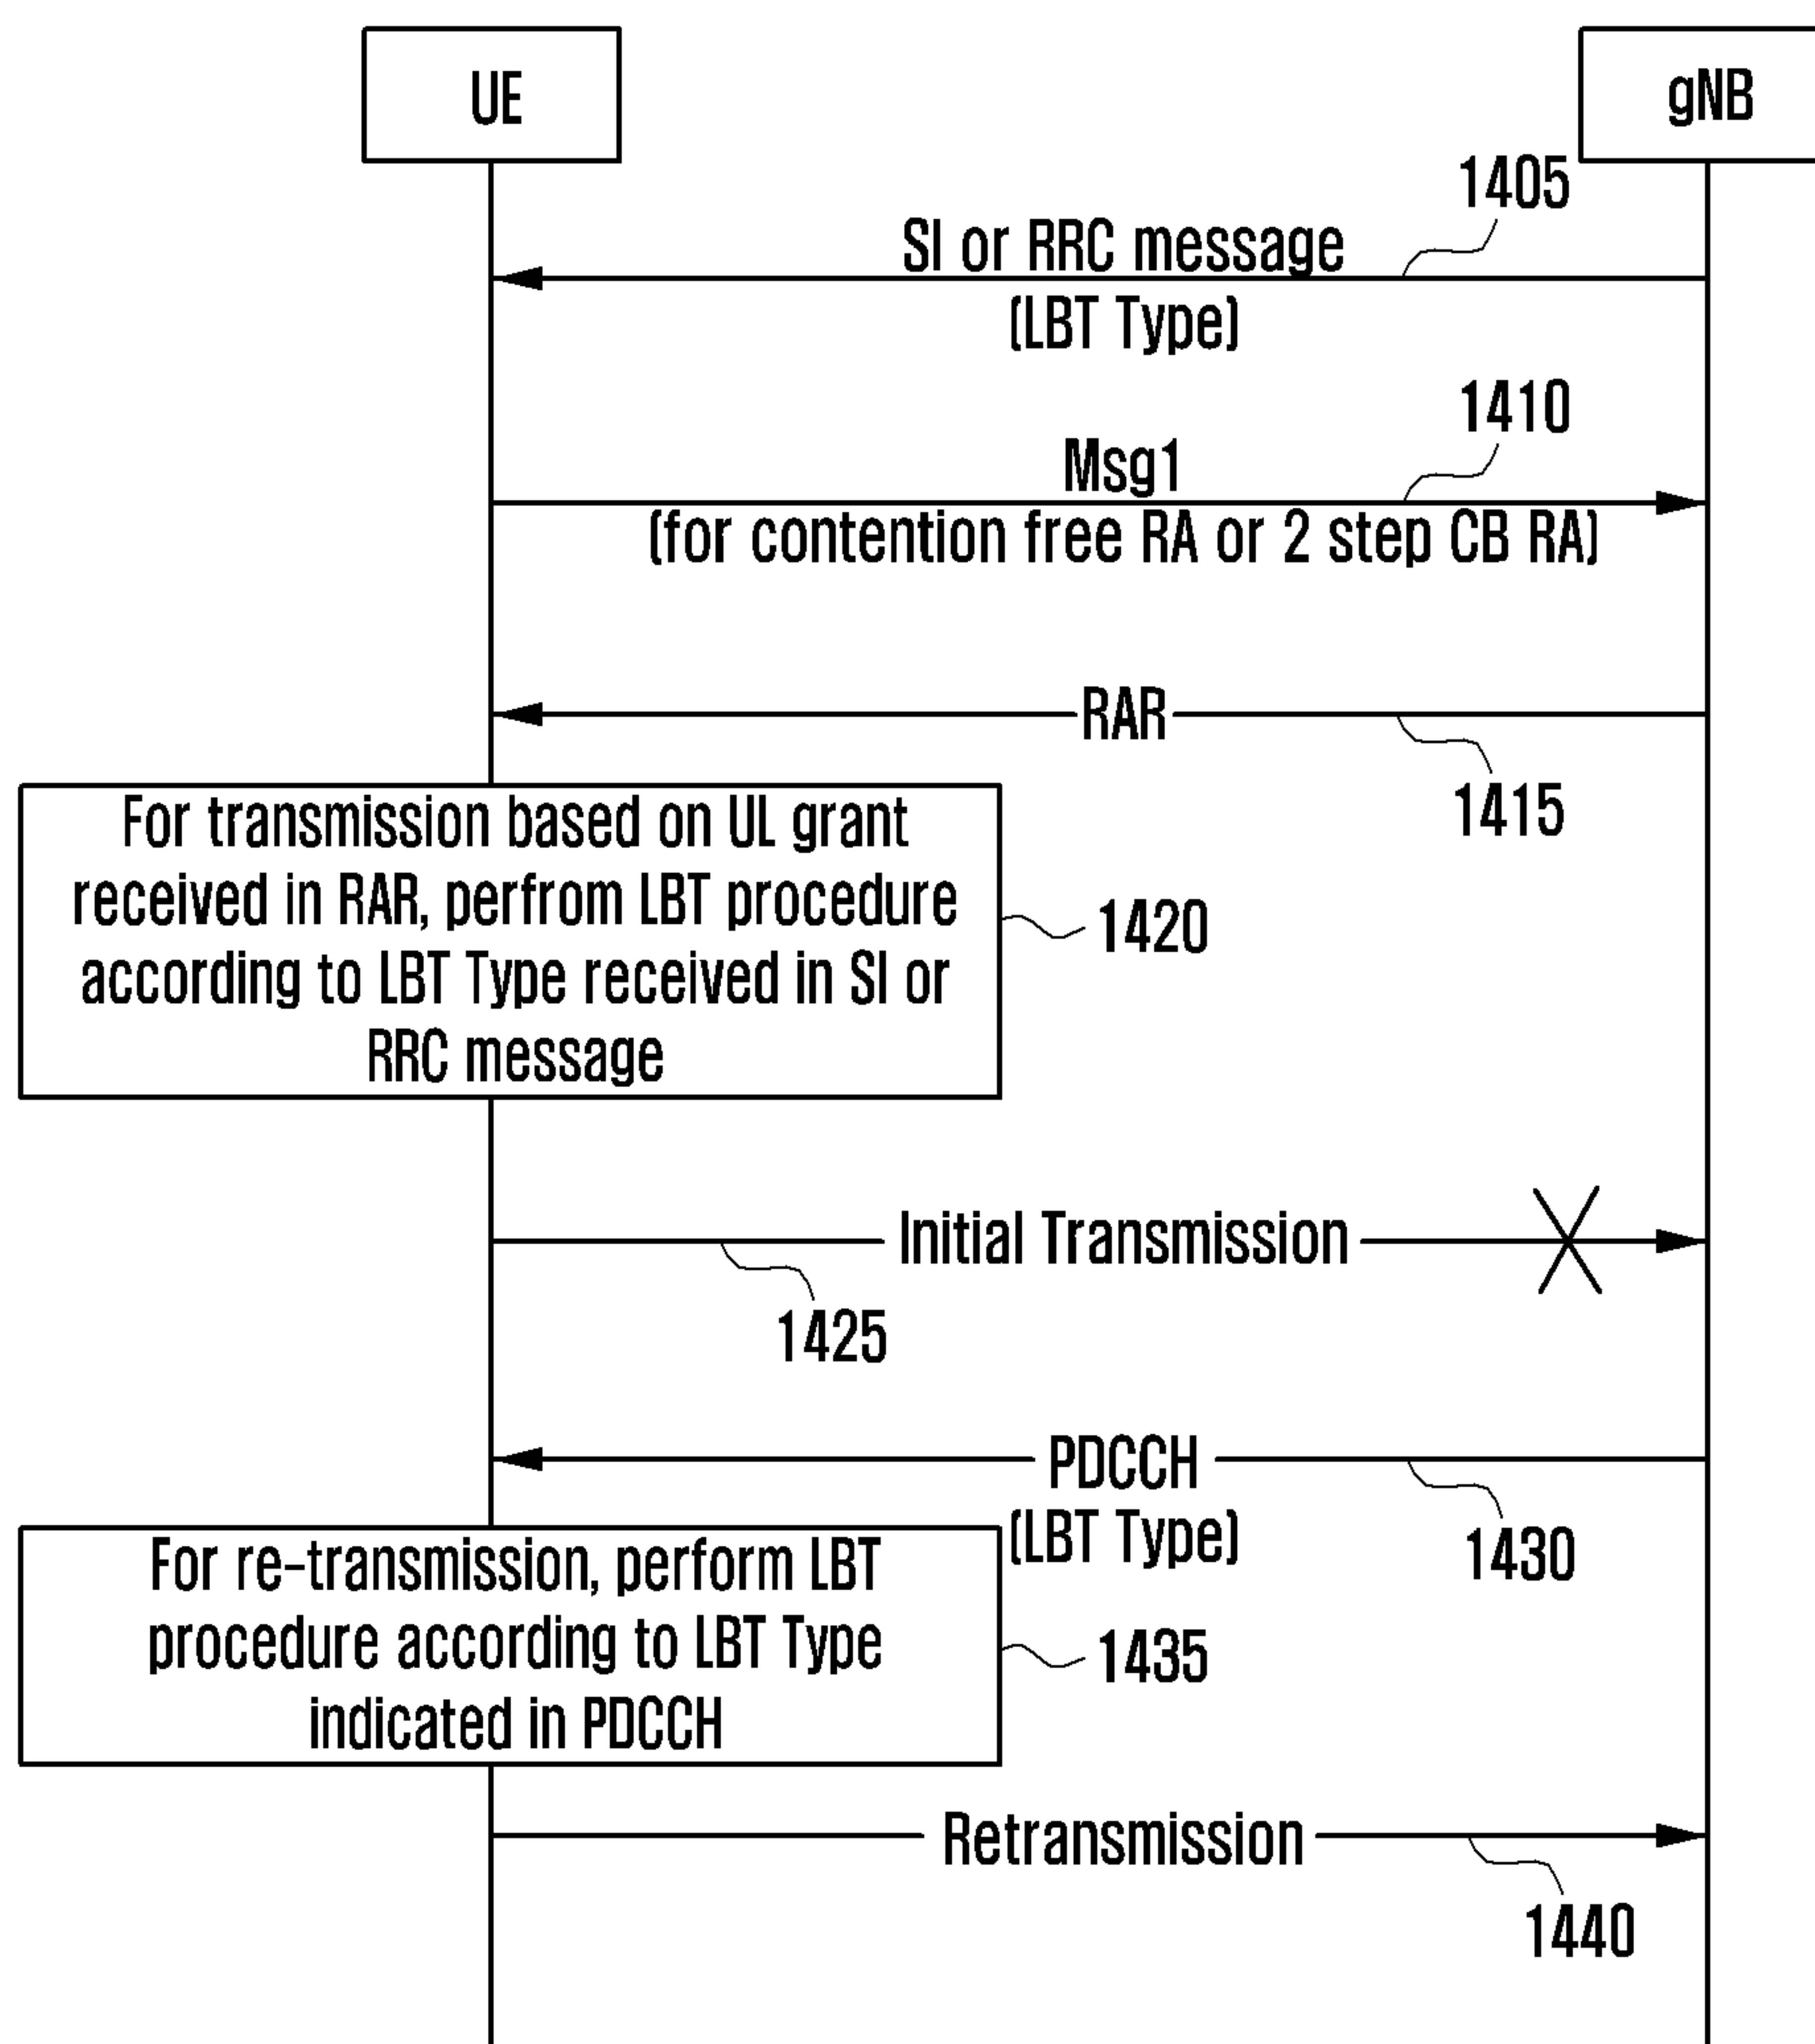 UE
gNB
1405
SI or RRC message
(LBT Type)
1410
Msg1
(for contention free RA or 2 step CB RA)
RAR
1415
For transmission based on UL grant
received in RAR, perfrom LBT procedure
according to LBT Type received in SI or
RRC message
1420
Initial Transmission
1425
PDCCH
(LBT Type)
1430
For re-transmission, perform LBT
procedure according to LBT Type
indicated in PDCCH
1435
Retransmission
1440